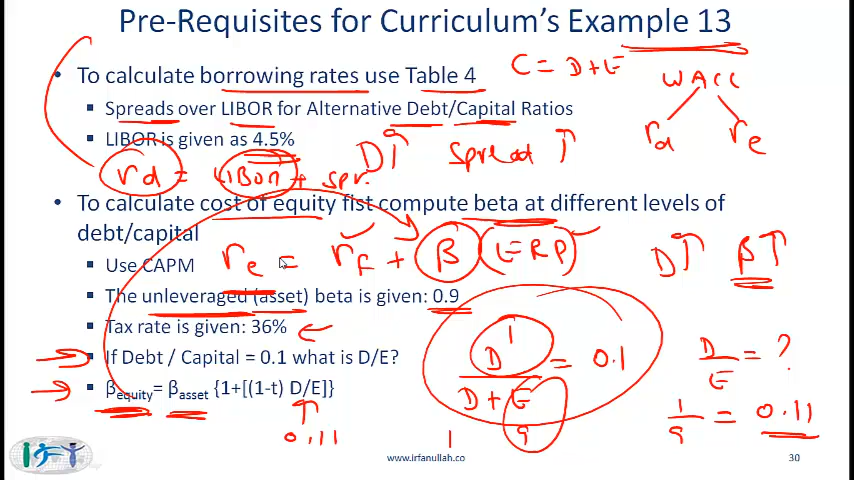 Pre-Requisites for Curriculum's Example 13
C = D+E
WACC
rd re
• To calculate borrowing rates use Table 4
▪ Spreads over LIBOR for Alternative Debt/Capital Ratios
▪ LIBOR is given as 4.5%
D↑ Spread ↑
rd = LIBOR + spr.
• To calculate cost of equity fist compute beta at different levels of
debt/capital
▪ Use CAPM
re = rF + β (ERP)
D↑ β↑
▪ The unleveraged (asset) beta is given: 0.9
▪ Tax rate is given: 36%
▪ If Debt / Capital = 0.1 what is D/E?
D 1
D + E = 0.1
D/E = ?
▪ βequity= βasset {1+[(1-t) D/E]}
0.11
1 9
1/9 = 0.11
www.irfanullah.co
30